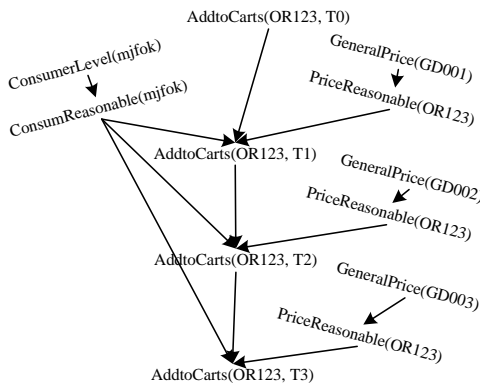 AddtoCarts(OR123, T0)
GeneralPrice(GD001)
ConsumerLevel(mjfok)
PriceReasonable(OR123)
ConsumReasonable(mjfok)
AddtoCarts(OR123, T1)
GeneralPrice(GD002)
PriceReasonable(OR123)
AddtoCarts(OR123, T2)
GeneralPrice(GD003)
PriceReasonable(OR123)
AddtoCarts(OR123, T3)